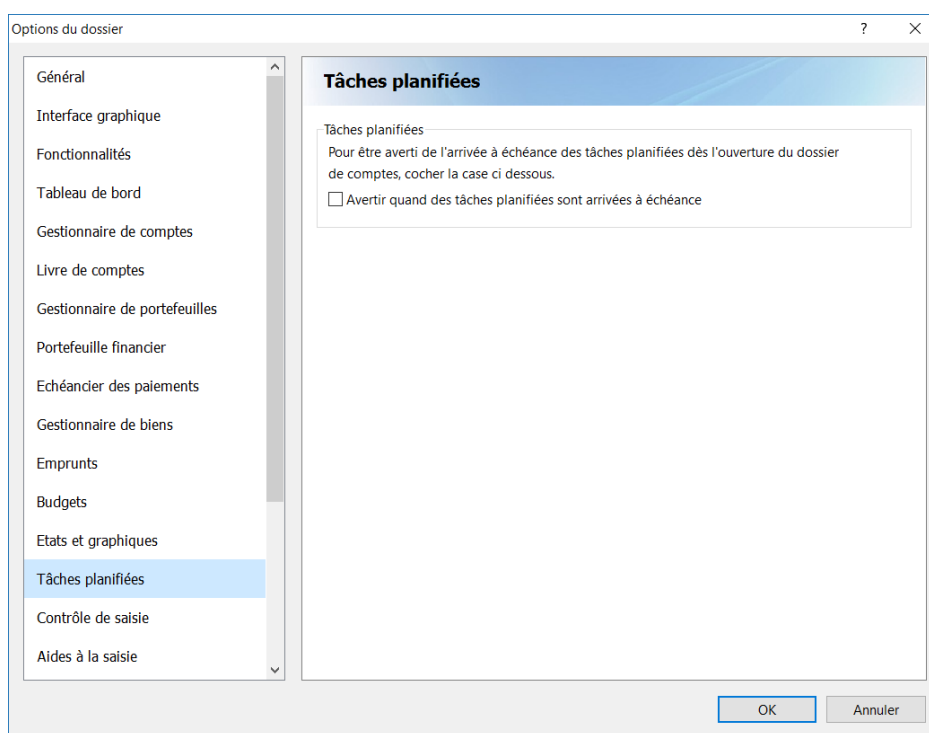 Options du dossier
?
Général
Interface graphique
Fonctionnalités
Tableau de bord
Gestionnaire de comptes
Livre de comptes
Gestionnaire de portefeuilles
Portefeuille financier
Echéancier des paiements
Gestionnaire de biens
Emprunts
Budgets
Etats et graphiques
Tâches planifiées
Contrôle de saisie
Aides à la saisie
Tâches planifiées
Tâches planifiées
Pour être averti de l'arrivée à échéance des tâches planifiées dès l'ouverture du dossier
de comptes, cocher la case ci dessous.
Avertir quand des tâches planifiées sont arrivées à échéance
OK
Annuler